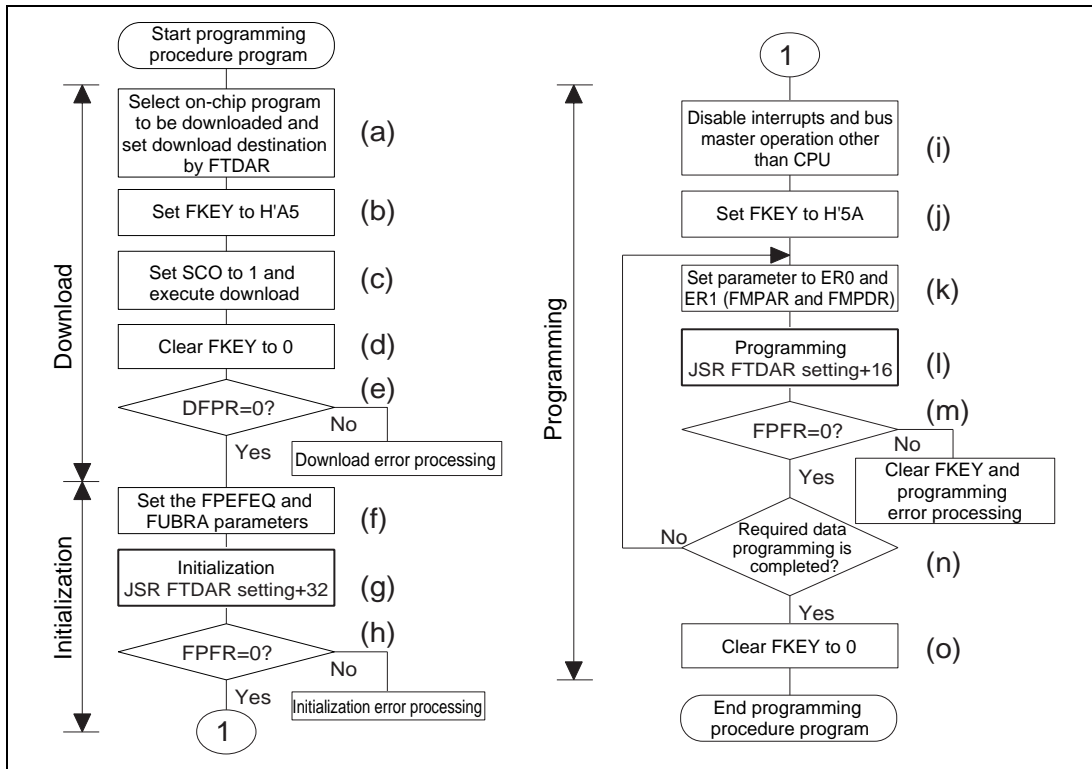 Start programming
procedure program
Select on-chip program
to be downloaded and
set download destination
by FTDAR
(a)
Set FKEY to H'A5
(b)
Set SCO to 1 and
execute download
(c)
Clear FKEY to 0
(d)
DFPR=0?
(e)
No
Yes
Download error processing
Download
Set the FPEFEQ and
FUBRA parameters
(f)
Initialization
JSR FTDAR setting+32
(g)
FPFR=0?
(h)
No
Yes
Initialization error processing
Initialization
1
1
Disable interrupts and bus
master operation other
than CPU
(i)
Set FKEY to H'5A
(j)
Set parameter to ER0 and
ER1 (FMPAR and FMPDR)
(k)
Programming
JSR FTDAR setting+16
(l)
FPFR=0?
(m)
No
Yes
Clear FKEY and
programming
error processing
Required data
programming is
completed?
(n)
No
Yes
Clear FKEY to 0
(o)
Programming
End programming
procedure program